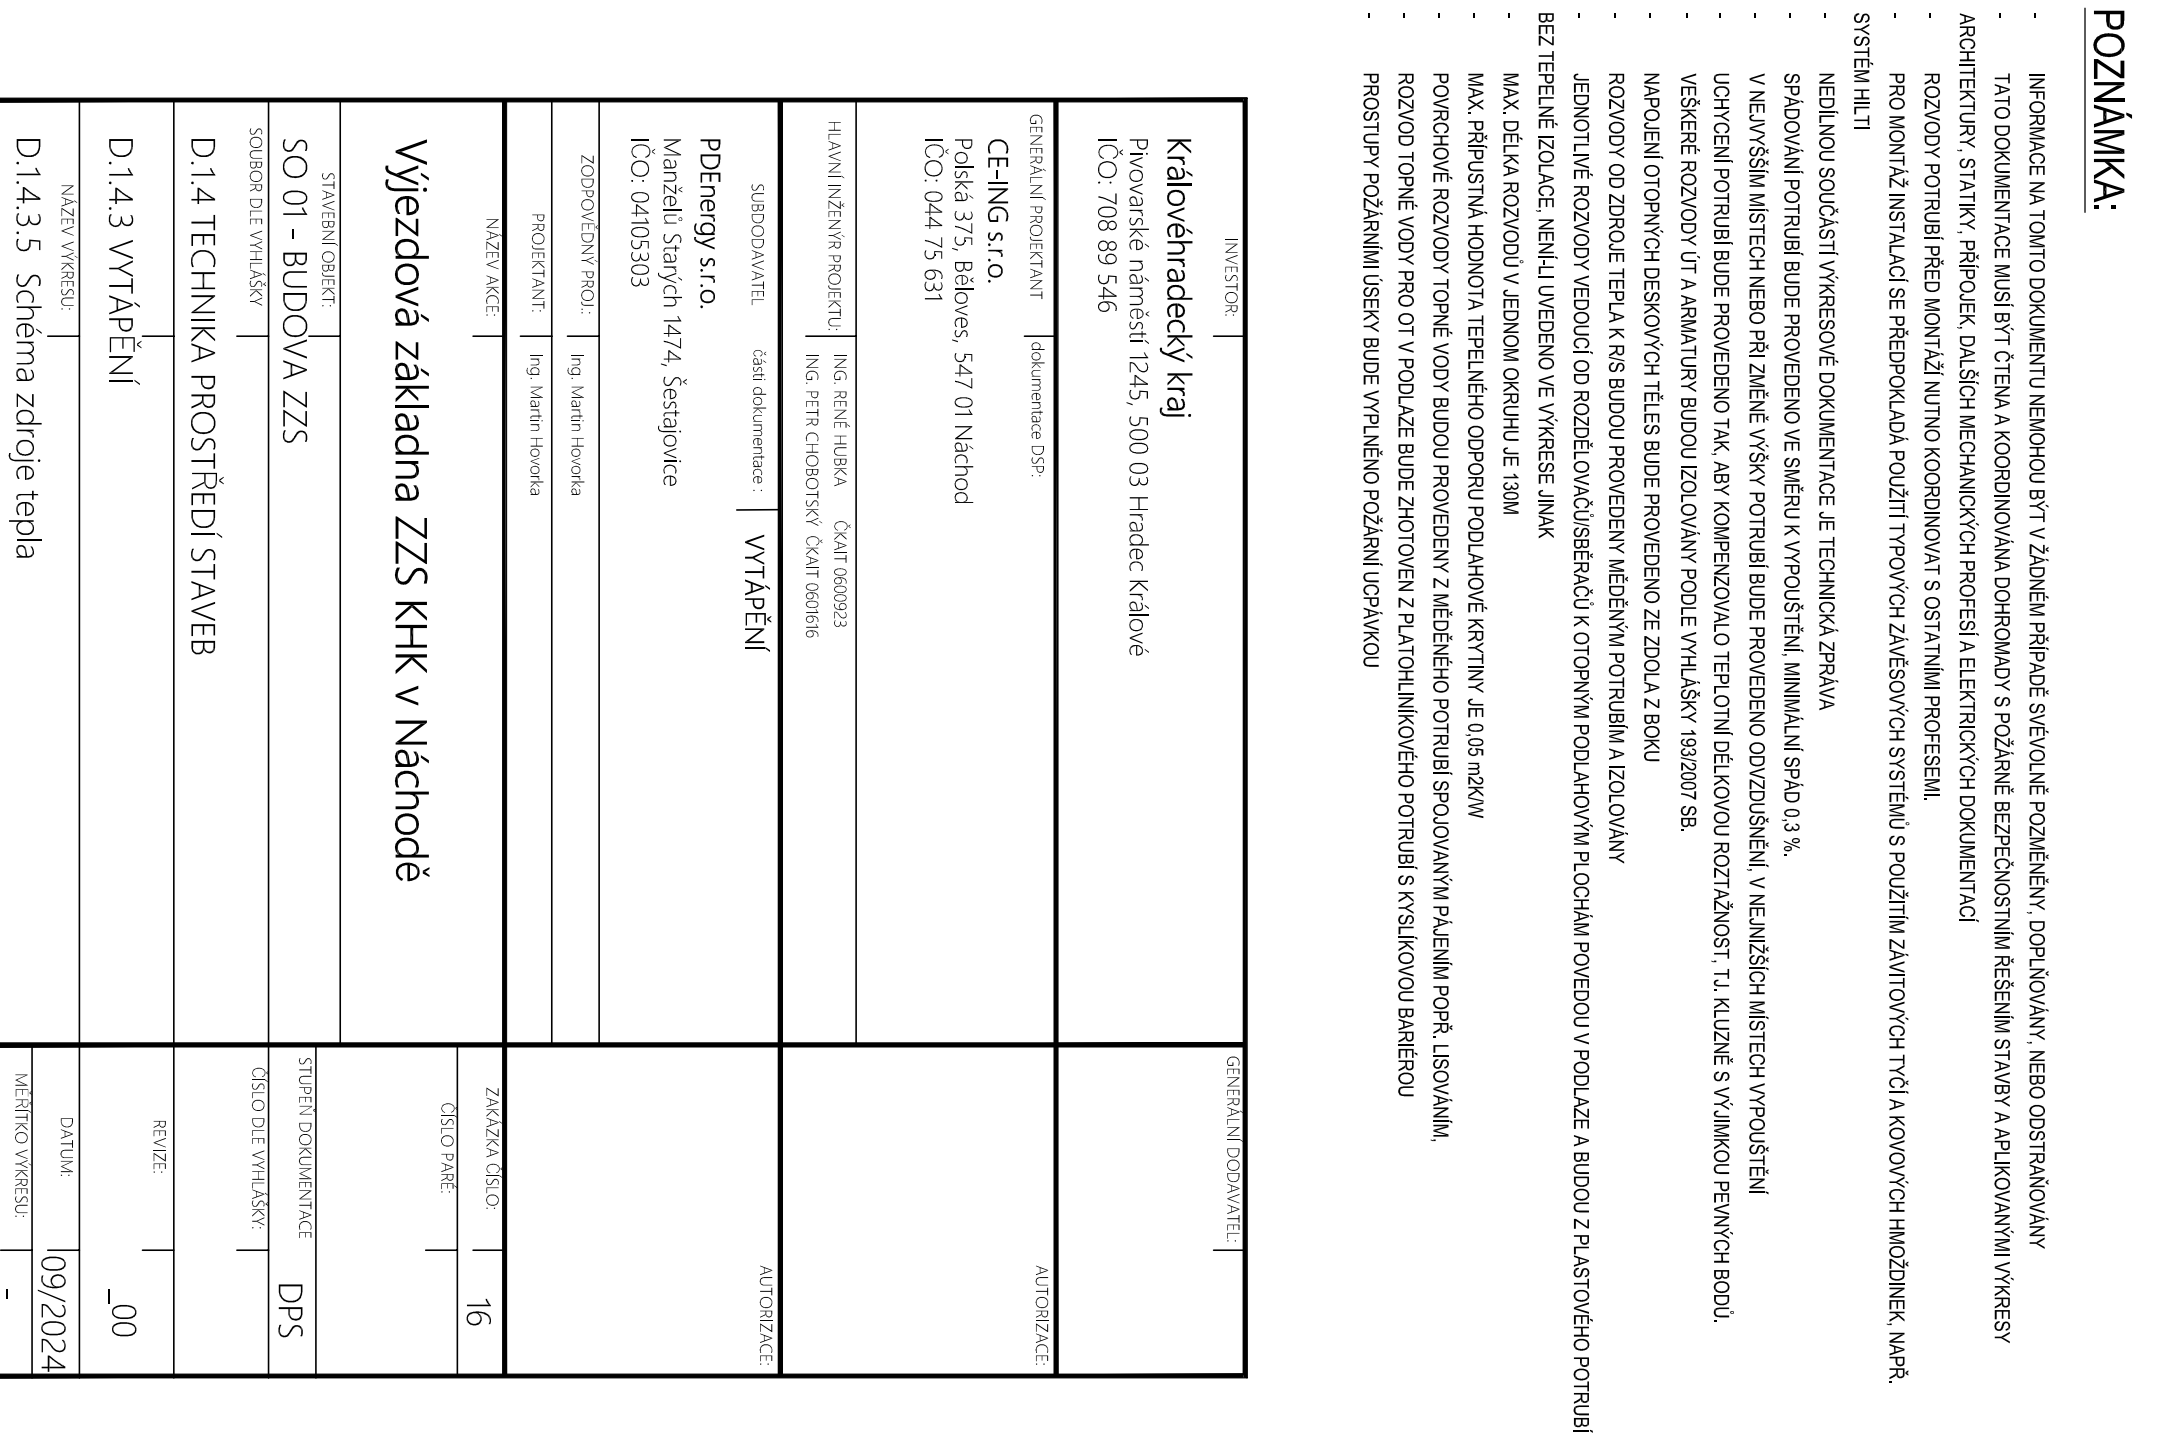 POZNÁMKA:
- INFORMACE NA TOMTO DOKUMENTU NEMOHOU BÝT V ŽÁDNÉM PŘÍPADĚ SVÉVOLNĚ POZMĚNĚNY, DOPLŇOVÁNY, NEBO ODSTRAŇOVÁNY
- TATO DOKUMENTACE MUSÍ BÝT ČTENA A KOORDINOVÁNA DOHROMADY S POŽÁRNĚ BEZPEČNOSTNÍM ŘEŠENÍM STAVBY A APLIKOVANÝMI VÝKRESY
ARCHITEKTURY, STATIKY, PŘÍPOJEK, DALŠÍCH MECHANICKÝCH PROFESÍ A ELEKTRICKÝCH DOKUMENTACÍ
- ROZVODY POTRUBÍ PŘED MONTÁŽÍ NUTNO KOORDINOVAT S OSTATNÍMI PROFESEMI.
- PRO MONTÁŽ INSTALACÍ SE PŘEDPOKLADÁ POUŽITÍ TYPOVÝCH ZÁVĚSOVÝCH SYSTÉMŮ S POUŽITÍM ZÁVITOVÝCH TYČÍ A KOVOVÝCH HMOŽDINEK, NAPŘ.
SYSTÉM HILTI
- NEDÍLNOU SOUČÁSTÍ VÝKRESOVÉ DOKUMENTACE JE TECHNICKÁ ZPRÁVA
- SPÁDOVÁNÍ POTRUBÍ BUDE PROVEDENO VE SMĚRU K VYPOUŠTĚNÍ, MINIMÁLNÍ SPÁD 0,3 %.
- V NEJVYŠŠÍM MÍSTECH NEBO PŘI ZMĚNĚ VÝŠKY POTRUBÍ BUDE PROVEDENO ODVZDUŠNĚNÍ, V NEJNIŽŠÍCH MÍSTECH VYPOUŠTĚNÍ
- UCHYCENÍ POTRUBÍ BUDE PROVEDENO TAK, ABY KOMPENZOVALO TEPLOTNÍ DÉLKOVOU ROZTAŽNOST, TJ. KLUZNĚ S VÝJIMKOU PEVNÝCH BODŮ.
- VEŠKERÉ ROZVODY ÚT A ARMATURY BUDOU IZOLOVÁNY PODLE VYHLÁŠKY 193/2007 SB.
- NAPOJENÍ OTOPNÝCH DESKOVÝCH TĚLES BUDE PROVEDENO ZE ZDOLA Z BOKU
- ROZVODY OD ZDROJE TEPLA K R/S BUDOU PROVEDENY MĚDĚNÝM POTRUBÍM A IZOLOVÁNY
- JEDNOTLIVÉ ROZVODY VEDOUCÍ OD ROZDĚLOVAČŮ/SBĚRAČŮ K OTOPNÝM PODLAHOVÝM PLOCHÁM POVEDOU V PODLAZE A BUDOU Z PLASTOVÉHO POTRUBÍ
BEZ TEPELNÉ IZOLACE, NENÍ-LI UVEDENO VE VÝKRESE JINAK
- MAX. DÉLKA ROZVODŮ V JEDNOM OKRUHU JE 130M
- MAX. PŘÍPUSTNÁ HODNOTA TEPELNÉHO ODPORU PODLAHOVÉ KRYTINY JE 0,05 m2K/W
- POVRCHOVÉ ROZVODY TOPNÉ VODY BUDOU PROVEDENY Z MĚDĚNÉHO POTRUBÍ SPOJOVANÝM PÁJENÍM POPŘ. LISOVÁNÍM,
- ROZVOD TOPNÉ VODY PRO OT V PODLAZE BUDE ZHOTOVEN Z PLATOHLINÍKOVÉHO POTRUBÍ S KYSLÍKOVOU BARIÉROU
- PROSTUPY POŽÁRNÍMI ÚSEKY BUDE VYPLNĚNO POŽÁRNÍ UCPÁVKOU
INVESTOR:
GENERÁLNÍ DODAVATEL:
Královéhradecký kraj
Pivovarské náměstí 1245, 500 03 Hradec Králové
IČO: 708 89 546
GENERÁLNÍ PROJEKTANT
dokumentace DSP:
AUTORIZACE:
CE-ING s.r.o.
Polská 375, Běloves, 547 01 Náchod
IČO: 044 75 631
HLAVNÍ INŽENÝR PROJEKTU:
ING. RENÉ HUBKA ČKAIT 0600923
ING. PETR CHOBOTSKÝ ČKAIT 0601616
SUBDODAVATEL
části dokumentace :
VYTÁPĚNÍ
AUTORIZACE:
PDEnergy s.r.o.
Manželů Starých 1474, Šestajovice
IČO: 04105303
ZODPOVĚDNÝ PROJ.:
Ing. Martin Hovorka
PROJEKTANT:
Ing. Martin Hovorka
NÁZEV AKCE:
ZAKÁZKA ČÍSLO:
16
Výjezdová základna ZZS KHK v Náchodě
ČÍSLO PARÉ:
STAVEBNÍ OBJEKT:
SO 01 - BUDOVA ZZS
STUPEŇ DOKUMENTACE
DPS
SOUBOR DLE VYHLÁŠKY
ČÍSLO DLE VYHLÁŠKY:
D.1.4 TECHNIKA PROSTŘEDÍ STAVEB
REVIZE:
D.1.4.3 VYTÁPĚNÍ
_00
NÁZEV VÝKRESU:
DATUM:
09/2024
D.1.4.3.5 Schéma zdroje tepla
MĚŘÍTKO VÝKRESU:
-